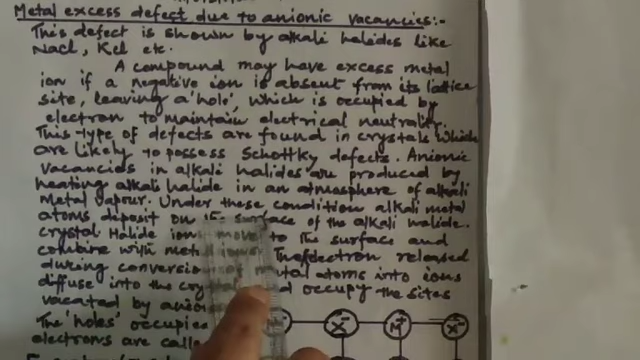 Metal excess defect due to anionic vacancies:-
This defect is shown by alkali halides like
Nacl, Kcl etc.
A compound may have excess metal
ion if a negative ion is absent from its lattice
site, leaving a 'hole', which is occupied by
electron to maintain electrical neutrality.
This type of defects are found in crystals which
are likely to possess Schottky defects. Anionic
Vacancies in alkali halides are produced by
heating alkali halide in an atmosphere of alkali
Metal Vapour. Under these condition alkali metal
atoms deposit on surface of the alkali halide.
crystal Halide ions move to the surface and
combine with metal The electron released
during metal atoms into ions
diffuse into the occupy the sites
vacated by
The 'holes' occupied X⁻ M⁺ X⁻
electrons are